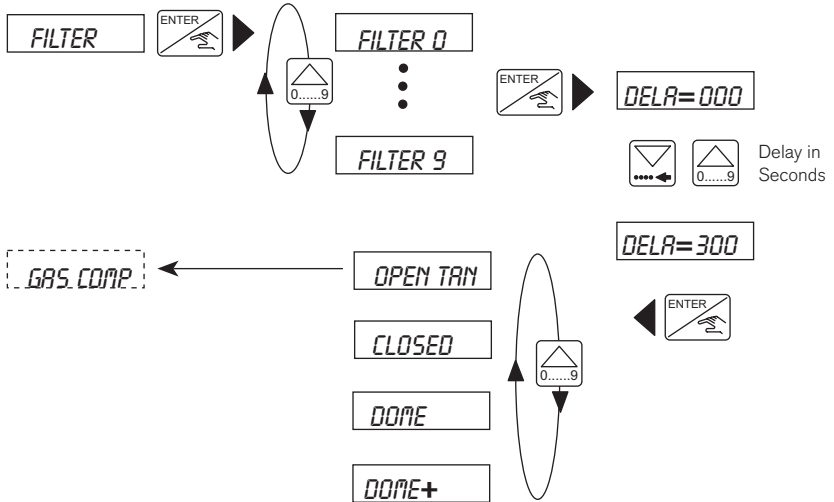 FILTER
ENTER
0......9
FILTER 0
FILTER 9
ENTER
DELA=000
0......9
Delay in
Seconds
DELA=300
ENTER
GAS COMP
OPEN TAN
CLOSED
DOME
DOME+
0......9